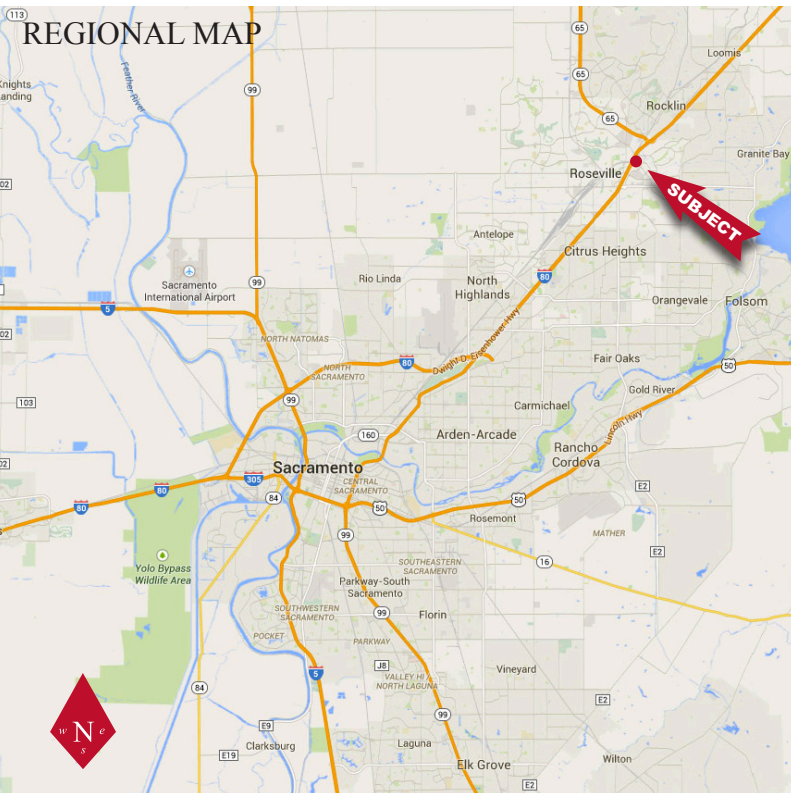 113
REGIONAL MAP
65
Loomis
Feather River
65
99
Knights
Landing
Rocklin
65
Granite Bay
Roseville
SUBJECT
Antelope
Citrus Heights
Sacramento
International Airport
99
Rio Linda
North
Highlands
80
Orangevale
Folsom
5
NORTH NATOMAS
Dwight D. Eisenhower Hwy
Fair Oaks
80
50
NORTH
SACRAMENTO
Gold River
103
99
Carmichael
Lincoln Hwy
160
Arden-Arcade
Rancho
Cordova
Sacramento
305
CENTRAL
SACRAMENTO
80
80
84
50
50
E2
Rosemont
99
MATHER
E2
Yolo Bypass
Wildlife Area
SOUTHEASTERN
SACRAMENTO
16
Parkway-South
Sacramento
SOUTHWESTERN
SACRAMENTO
99
Florin
POCKET
PARKWAY
5
J8
Vineyard
VALLEY HI /
NORTH LAGUNA
84
E2
99
w N e
s
E9
E19
Clarksburg
Laguna
Wilton
Elk Grove
E2